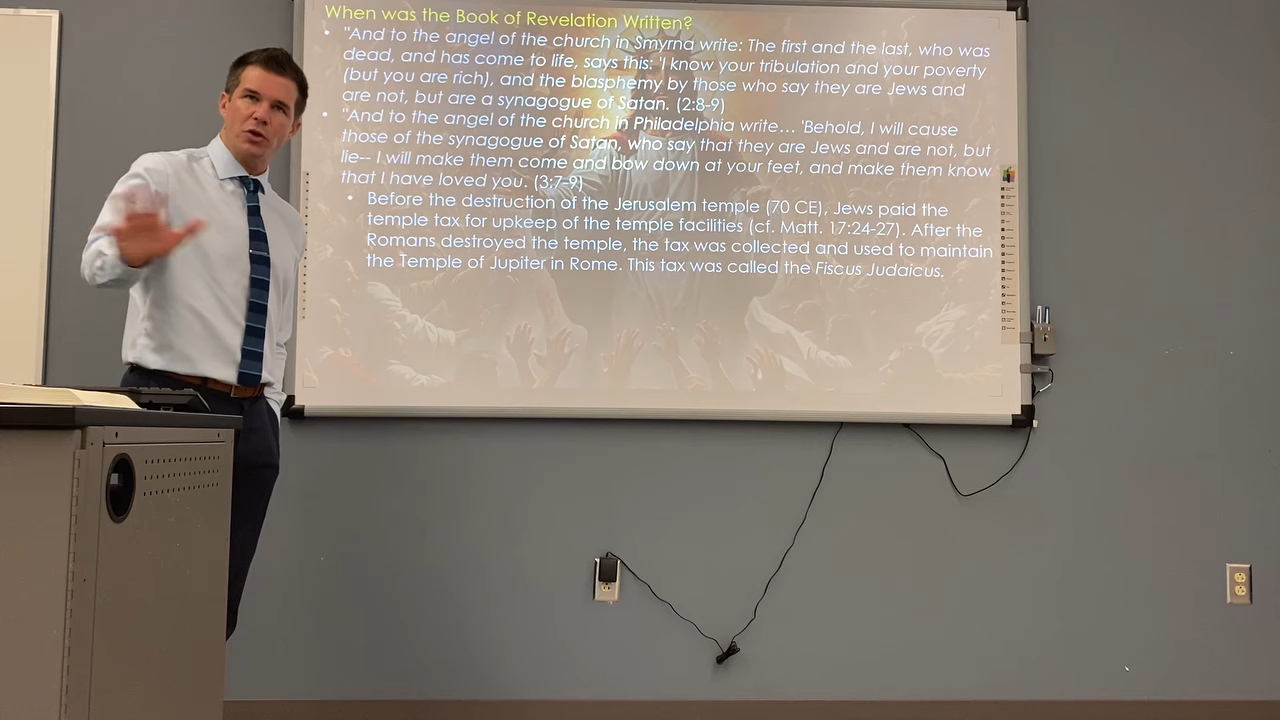 When was the Book of Revelation Written?
• "And to the angel of the church in Smyrna write: The first and the last, who was
dead, and has come to life, says this: 'I know your tribulation and your poverty
(but you are rich), and the blasphemy by those who say they are Jews and
are not, but are a synagogue of Satan. (2:8-9)
• "And to the angel of the church in Philadelphia write… 'Behold, I will cause
those of the synagogue of Satan, who say that they are Jews and are not, but
lie-- I will make them come and bow down at your feet, and make them know
that I have loved you. (3:7-9)
• Before the destruction of the Jerusalem temple (70 CE), Jews paid the
temple tax for upkeep of the temple facilities (cf. Matt. 17:24-27). After the
Romans destroyed the temple, the tax was collected and used to maintain
the Temple of Jupiter in Rome. This tax was called the Fiscus Judaicus.